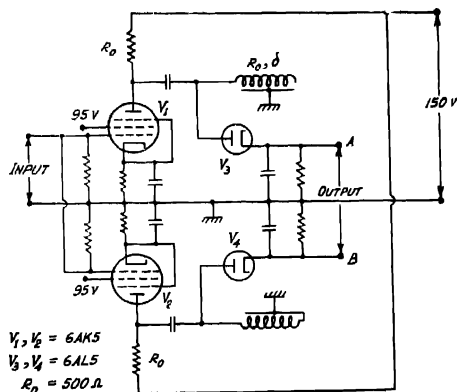 R₀
R₀, δ
95 V
V₁
150 V
INPUT
V₃
A
OUTPUT
V₄
B
95 V
V₂
V₁, V₂ = 6AK5
V₃, V₄ = 6AL5
R₀ = 500 Ω
R₀